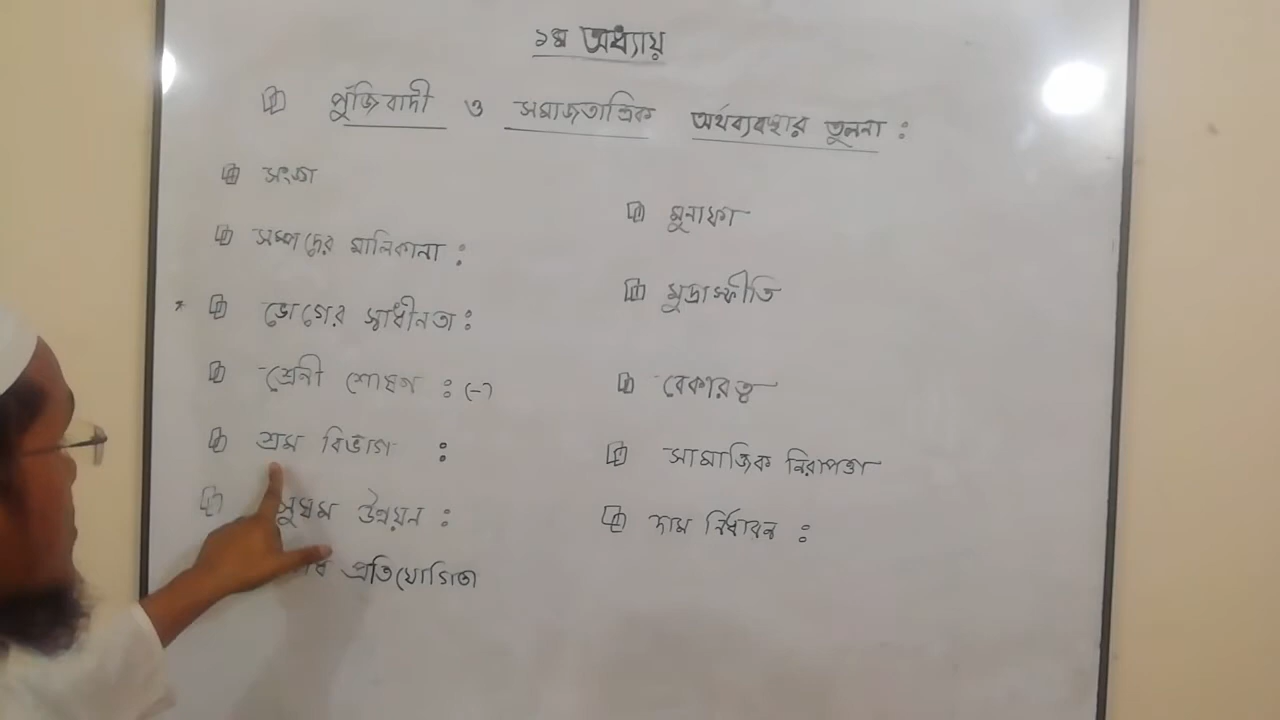 ১ম অধ্যায়
পুঁজিবাদী ও সমাজতান্ত্রিক অর্থব্যবস্থার তুলনা :
সংজ্ঞা
সম্পদের মালিকানা :
* ভোগের স্বাধীনতা :
শ্রেনী শোষণ : (-)
শ্রম বিভাগ :
সুষম উন্নয়ন :
প্রতিযোগিতা
মুনাফা
মুদ্রাস্ফীতি
বেকারত্ব
সামাজিক নিরাপত্তা
দাম নির্ধারন :